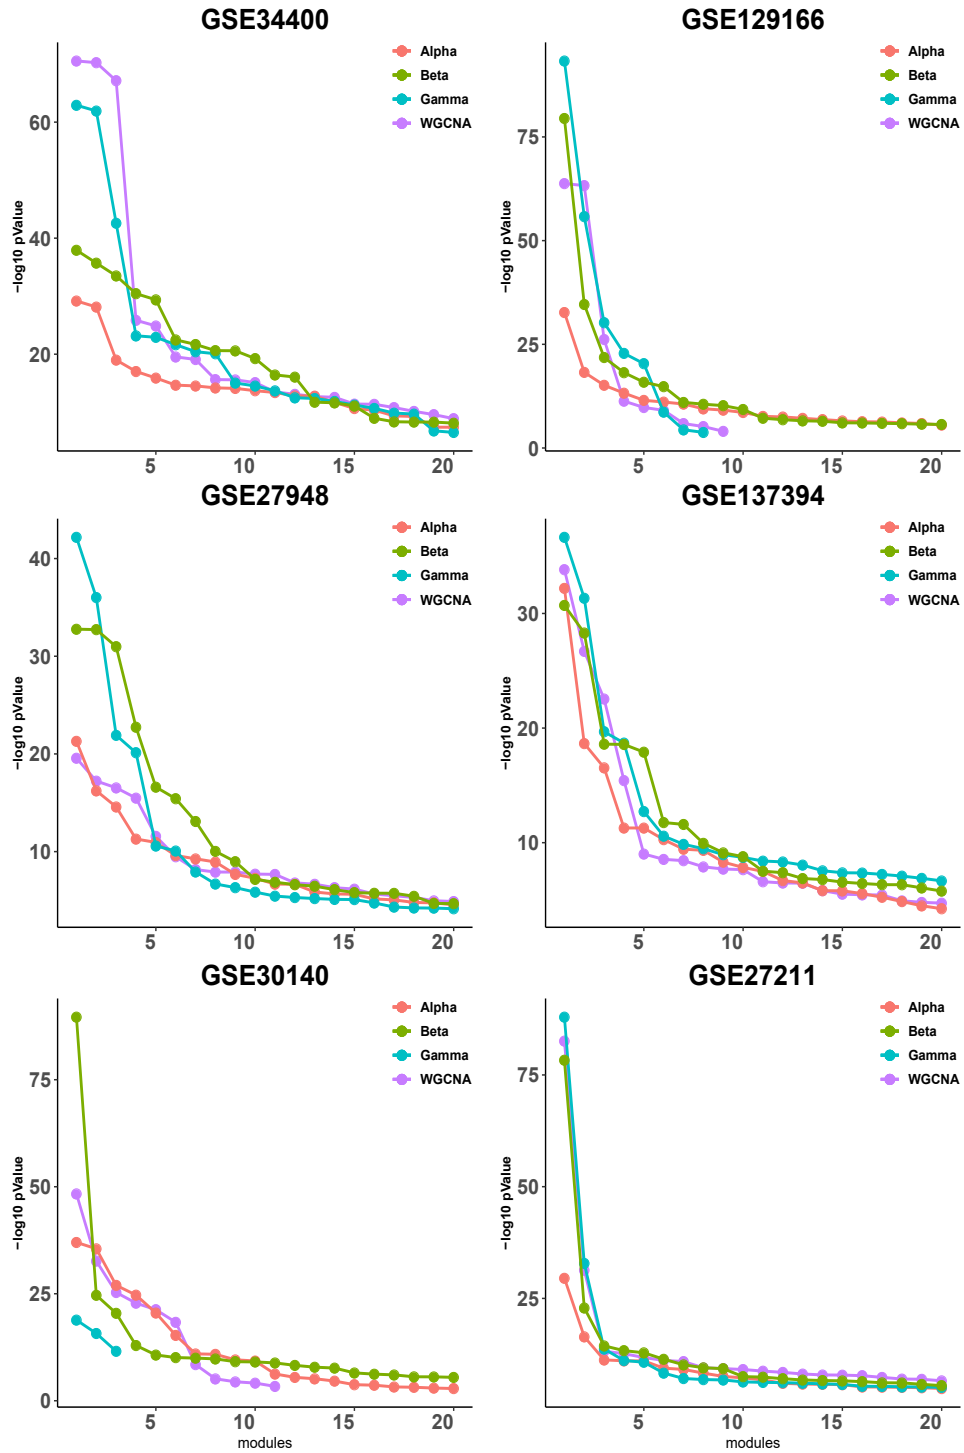 GSE34400
−log10 pValue
60
40
20
5
10
15
20
Alpha
Beta
Gamma
WGCNA
GSE129166
−log10 pValue
75
50
25
0
5
10
15
20
Alpha
Beta
Gamma
WGCNA
GSE27948
−log10 pValue
40
30
20
10
5
10
15
20
Alpha
Beta
Gamma
WGCNA
GSE137394
−log10 pValue
30
20
10
5
10
15
20
Alpha
Beta
Gamma
WGCNA
GSE30140
−log10 pValue
75
50
25
0
5
10
15
20
modules
Alpha
Beta
Gamma
WGCNA
GSE27211
−log10 pValue
75
50
25
5
10
15
20
modules
Alpha
Beta
Gamma
WGCNA